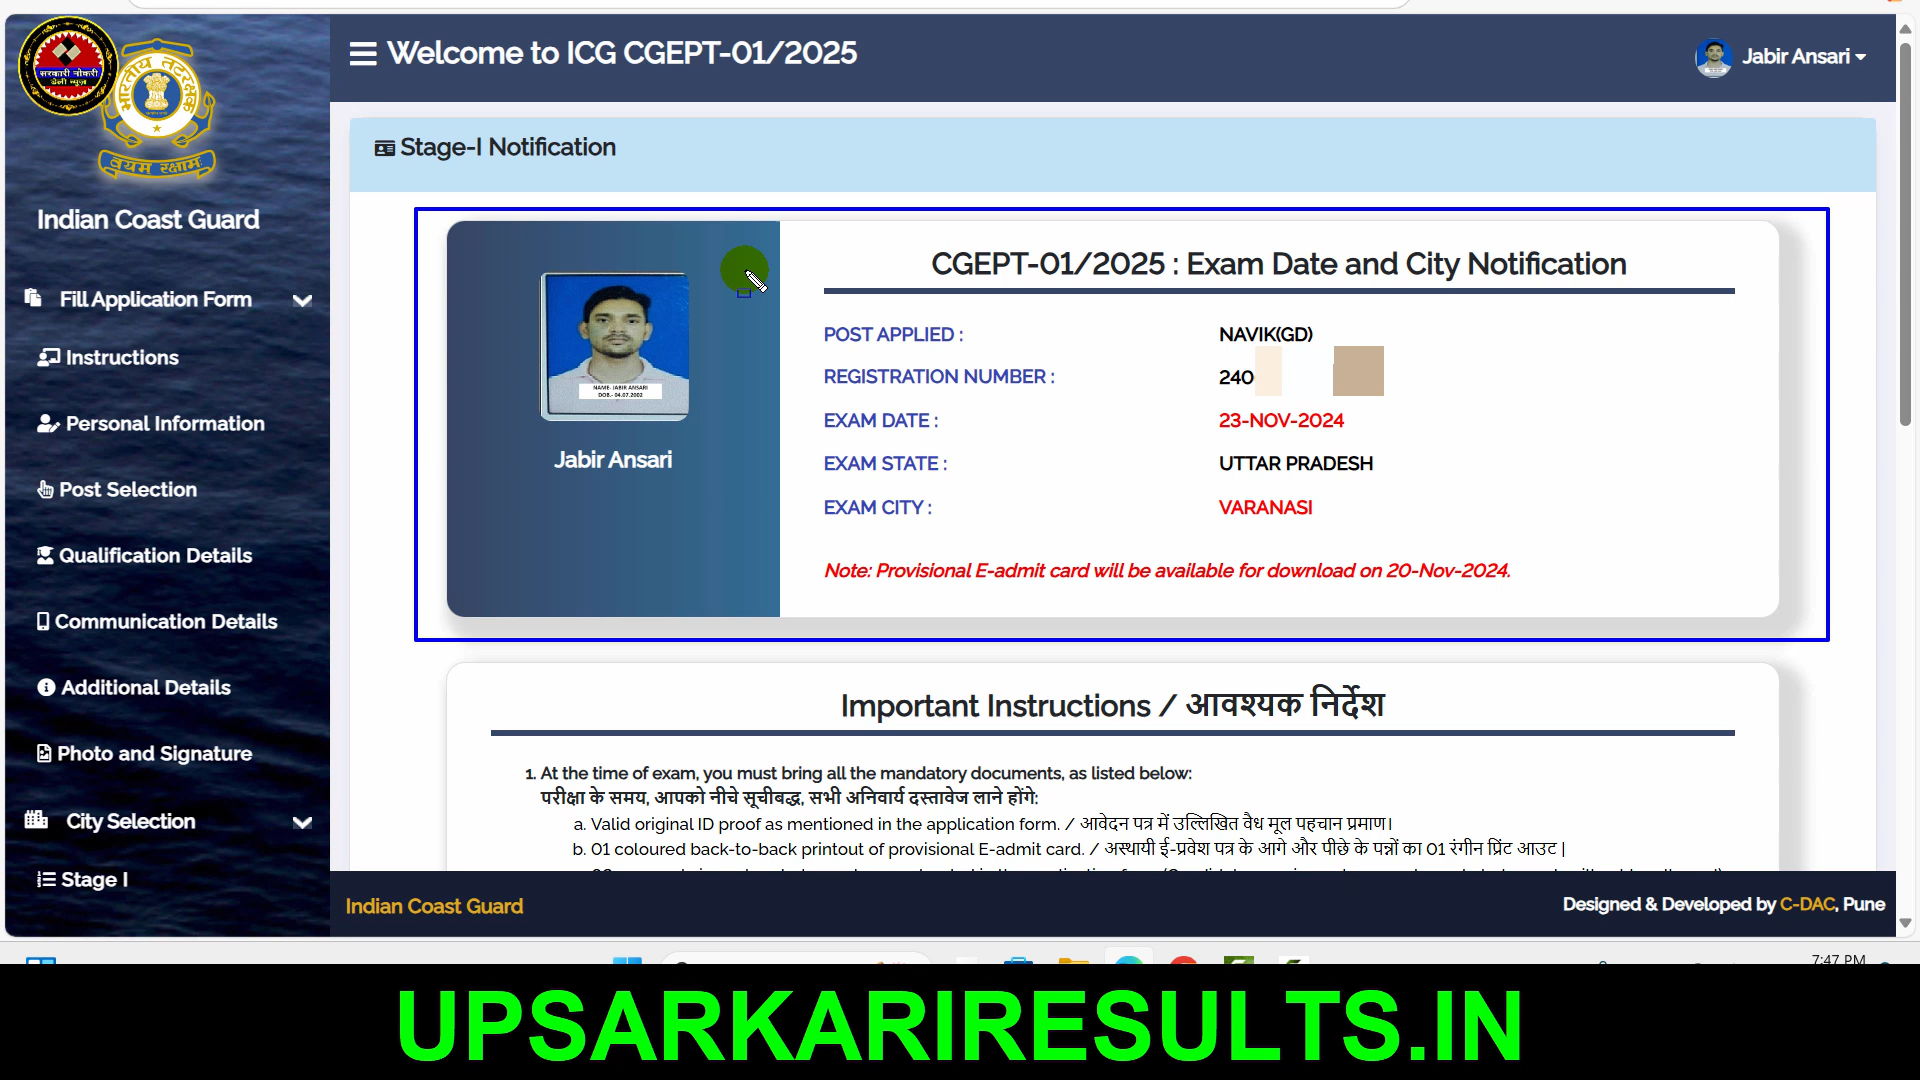 सरकारी नोकरी
डेली न्यूज़
भारतीय तटरक्षक
वयम रक्षामः
Indian Coast Guard
Fill Application Form
Instructions
Personal Information
Post Selection
Qualification Details
Communication Details
Additional Details
Photo and Signature
City Selection
Stage I
Welcome to ICG CGEPT-01/2025
Jabir Ansari
Stage-I Notification
NAME- JABIR ANSARI
DOB.- 04.07.2002
Jabir Ansari
CGEPT-01/2025 : Exam Date and City Notification
POST APPLIED : NAVIK(GD)
REGISTRATION NUMBER : 240
EXAM DATE : 23-NOV-2024
EXAM STATE : UTTAR PRADESH
EXAM CITY : VARANASI
Note: Provisional E-admit card will be available for download on 20-Nov-2024.
Important Instructions / आवश्यक निर्देश
1. At the time of exam, you must bring all the mandatory documents, as listed below:
परीक्षा के समय, आपको नीचे सूचीबद्ध, सभी अनिवार्य दस्तावेज लाने होंगे:
a. Valid original ID proof as mentioned in the application form. / आवेदन पत्र में उल्लिखित वैध मूल पहचान प्रमाण।
b. 01 coloured back-to-back printout of provisional E-admit card. / अस्थायी ई-प्रवेश पत्र के आगे और पीछे के पन्नों का 01 रंगीन प्रिंट आउट |
Indian Coast Guard
Designed & Developed by C-DAC, Pune
7:47 PM
UPSARKARIRESULTS.IN